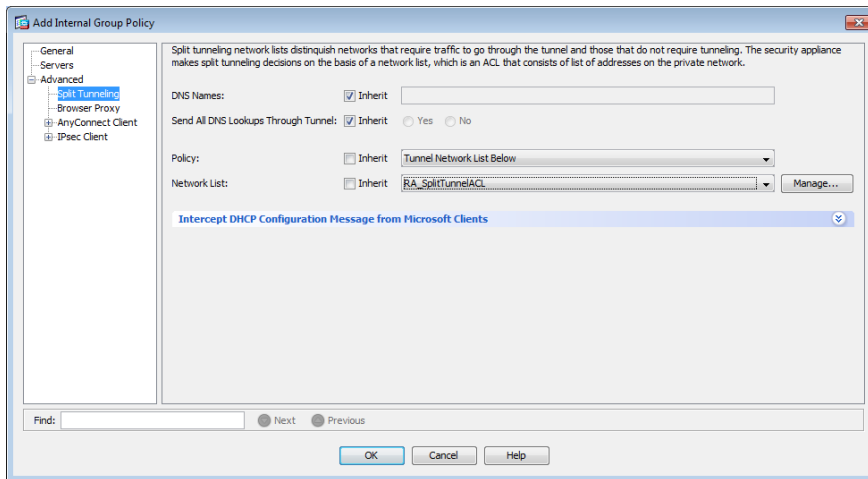 Add Internal Group Policy
General
Servers
Advanced
Split Tunneling
Browser Proxy
AnyConnect Client
IPsec Client
Split tunneling network lists distinquish networks that require traffic to go through the tunnel and those that do not require tunneling. The security appliance
makes split tunneling decisions on the basis of a network list, which is an ACL that consists of list of addresses on the private network.
DNS Names: Inherit
Send All DNS Lookups Through Tunnel: Inherit Yes No
Policy: Inherit Tunnel Network List Below
Network List: Inherit RA_SplitTunnelACL Manage...
Intercept DHCP Configuration Message from Microsoft Clients
Find: Next Previous
OK Cancel Help